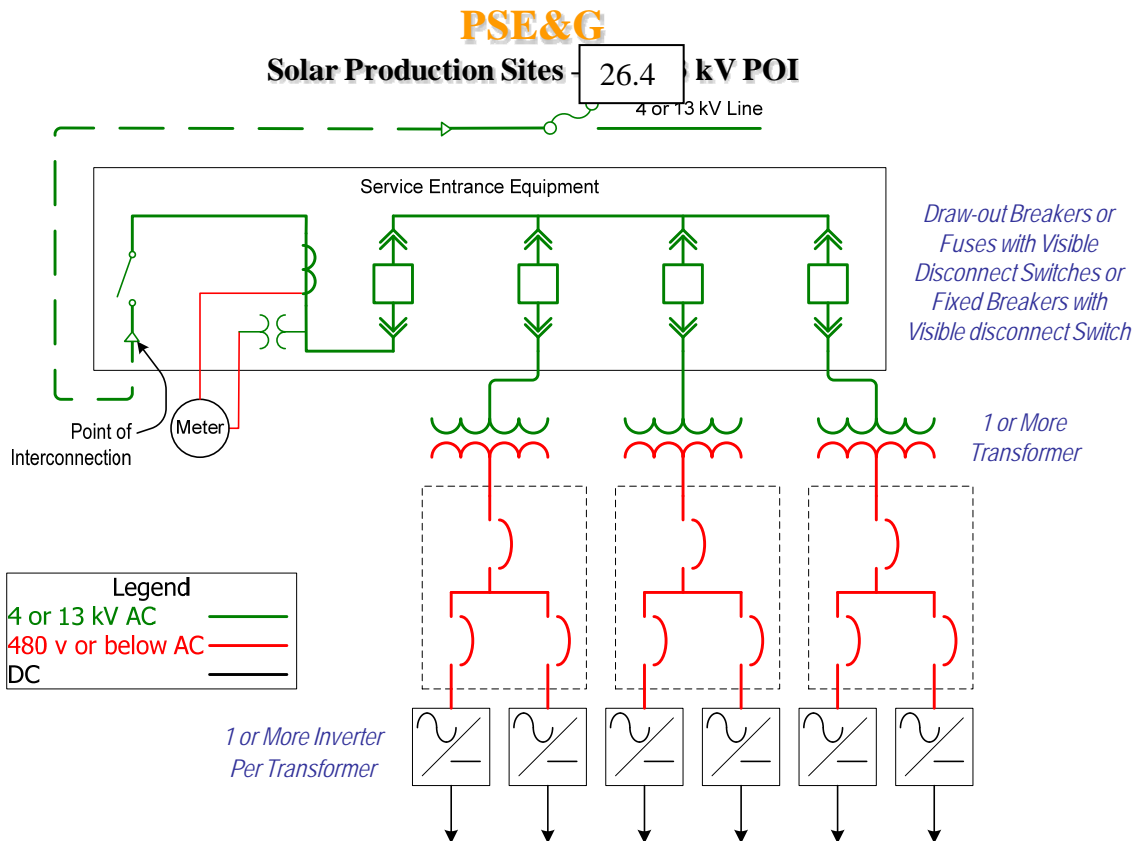 PSE&G
Solar Production Sites - 26.4 kV POI
4 or 13 kV Line
Service Entrance Equipment
Draw-out Breakers or
Fuses with Visible
Disconnect Switches or
Fixed Breakers with
Visible disconnect Switch
Meter
Point of
Interconnection
1 or More
Transformer
Legend
4 or 13 kV AC
480 v or below AC
DC
1 or More Inverter
Per Transformer